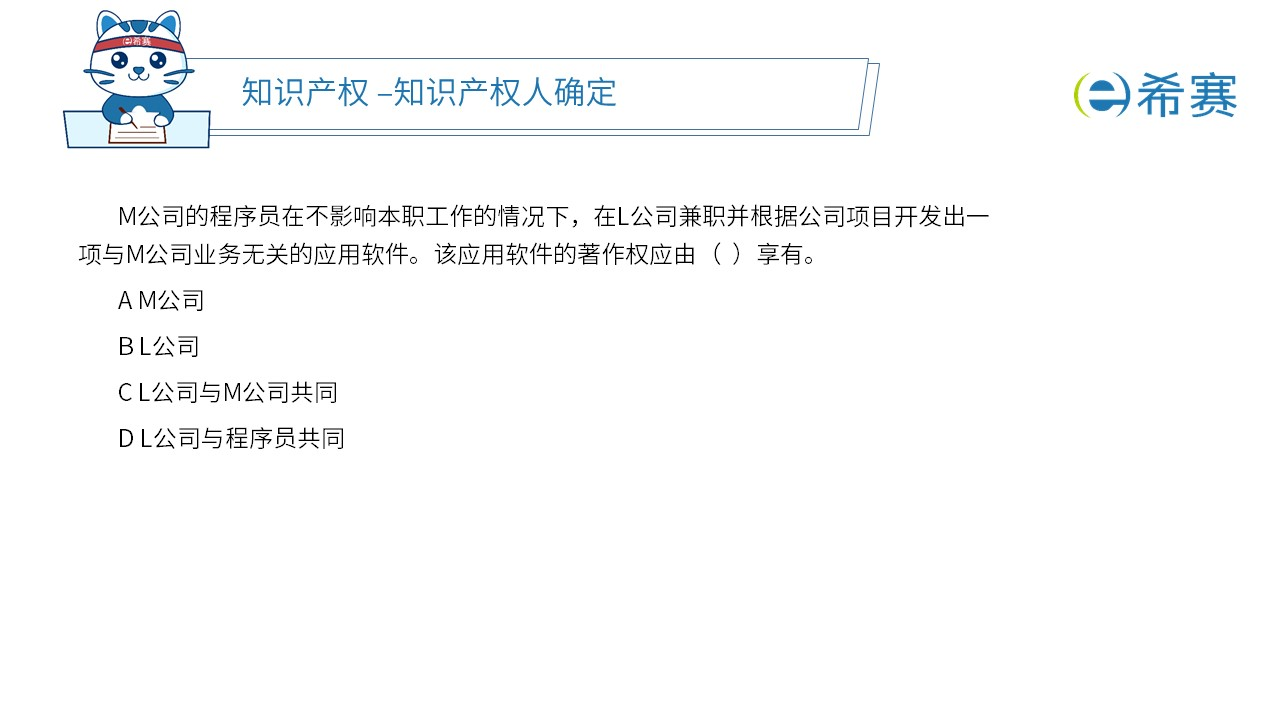 希赛
知识产权 –知识产权人确定
希赛
M公司的程序员在不影响本职工作的情况下，在L公司兼职并根据公司项目开发出一
项与M公司业务无关的应用软件。该应用软件的著作权应由（ ）享有。
A M公司
B L公司
C L公司与M公司共同
D L公司与程序员共同